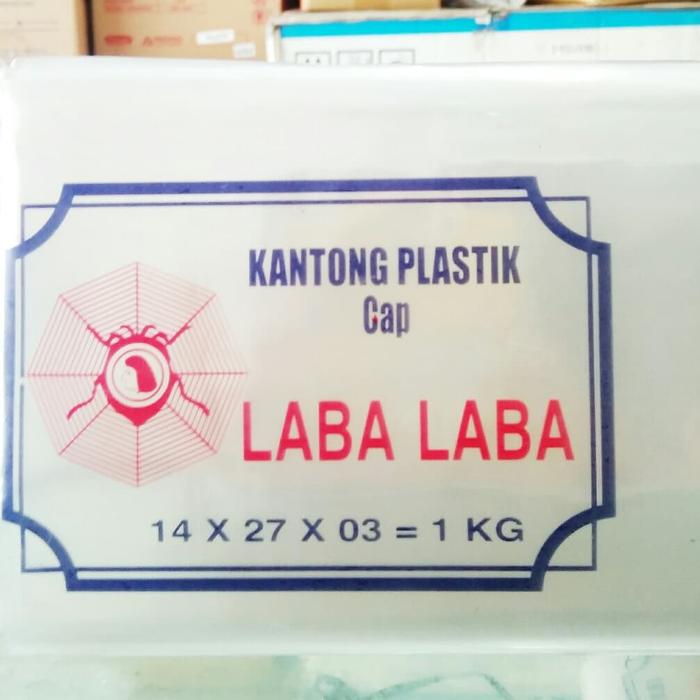 KANTONG PLASTIK
Cap
LABA LABA
14 X 27 X 03 = 1 KG